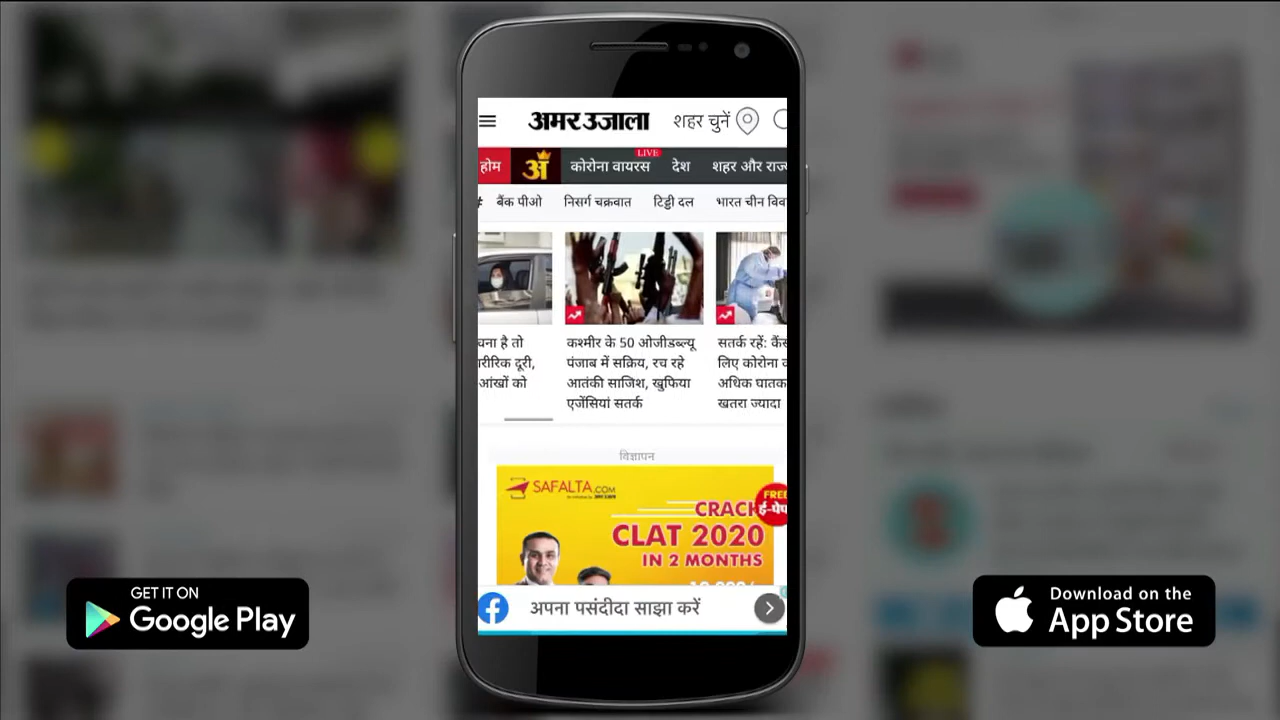 अमर उजाला
शहर चुनें
होम
अ
कोरोना वायरस
LIVE
देश
शहर और राज्य
# बैंक पीओ
निसर्ग चक्रवात
टिड्डी दल
भारत चीन विवा
चना है तो
ारीरिक दूरी,
आंखों को
कश्मीर के 50 ओजीडब्ल्यू
पंजाब में सक्रिय, रच रहे
आतंकी साजिश, खुफिया
एजेंसियां सतर्क
सतर्क रहें: कैंस
लिए कोरोना व
अधिक घातक
खतरा ज्यादा
विज्ञापन
SAFALTA.COM
CRACK
CLAT 2020
IN 2 MONTHS
FREE
ई-पेप
अपना पसंदीदा साझा करें
GET IT ON
Google Play
Download on the
App Store